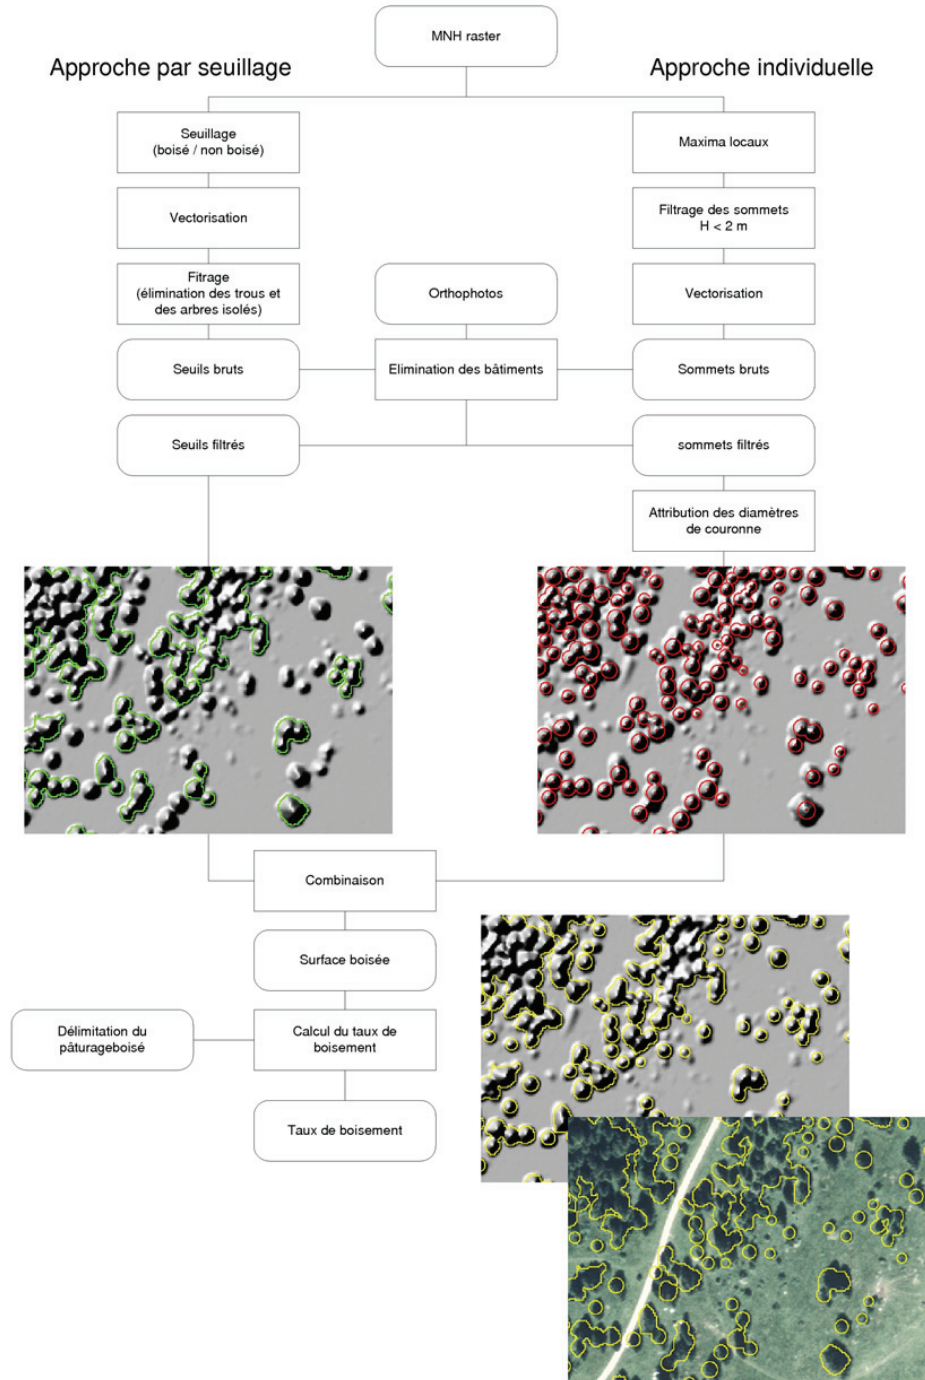 MNH raster
Approche par seuillage
Approche individuelle
Seuillage
(boisé / non boisé)
Maxima locaux
Vectorisation
Filtrage des sommets
H < 2 m
Fitrage
(élimination des trous et
des arbres isolés)
Orthophotos
Vectorisation
Seuils bruts
Elimination des bâtiments
Sommets bruts
Seuils filtrés
sommets filtrés
Attribution des diamètres
de couronne
Combinaison
Surface boisée
Délimitation du
pâturageboisé
Calcul du taux de
boisement
Taux de boisement